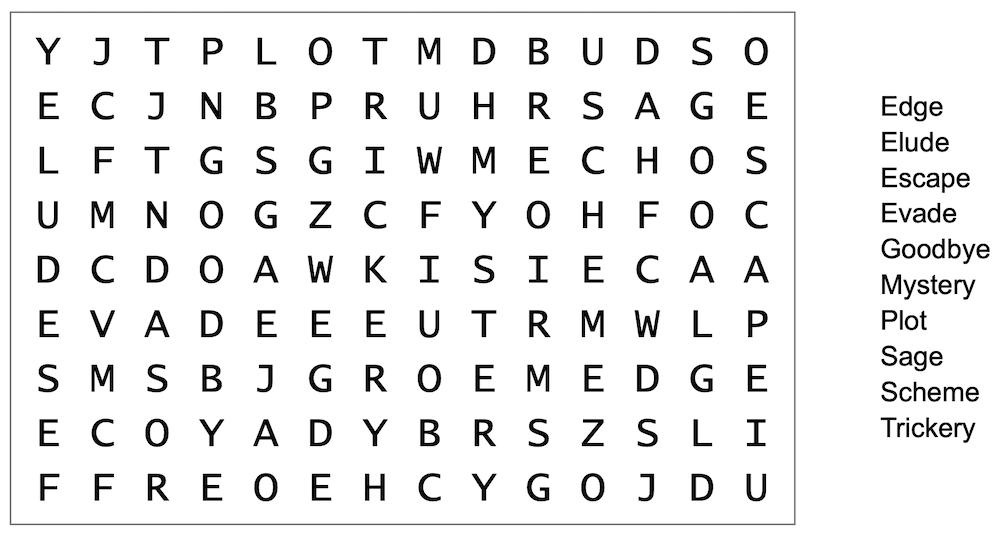 Y J T P L O T M D B U D S O
E C J N B P R U H R S A G E
L F T G S G I W M E C H O S
U M N O G Z C F Y O H F O C
D C D O A W K I S I E C A A
E V A D E E E U T R M W L P
S M S B J G R O E M E D G E
E C O Y A D Y B R S Z S L I
F F R E O E H C Y G O J D U
Edge
Elude
Escape
Evade
Goodbye
Mystery
Plot
Sage
Scheme
Trickery